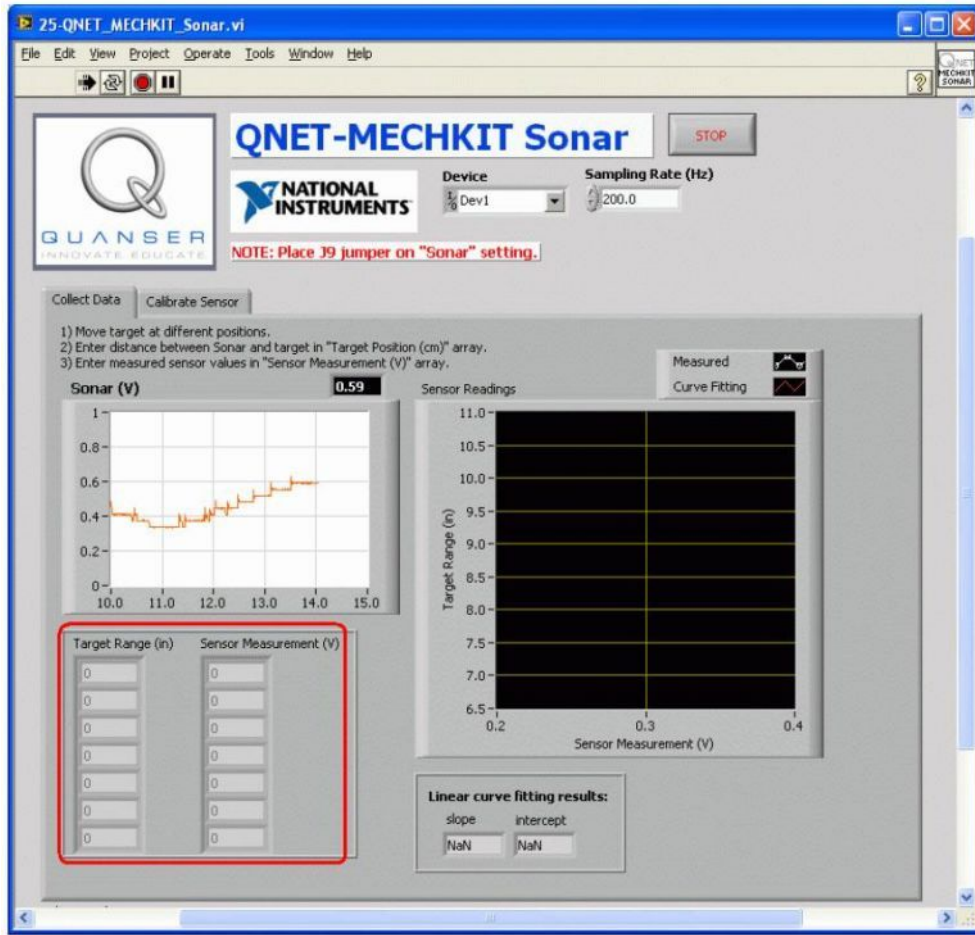 25-QNET_MECHKIT_Sonar.vi
File Edit View Project Operate Tools Window Help
QNET
MECHKIT
SONAR
QUANSER
INNOVATE EDUCATE
QNET-MECHKIT Sonar
STOP
NATIONAL
INSTRUMENTS
Device
Dev1
Sampling Rate (Hz)
200.0
NOTE: Place J9 jumper on "Sonar" setting.
Collect Data Calibrate Sensor
1) Move target at different positions.
2) Enter distance between Sonar and target in "Target Position (cm)" array.
3) Enter measured sensor values in "Sensor Measurement (V)" array.
Sonar (V) 0.59
1
0.8
0.6
0.4
0.2
0
10.0 11.0 12.0 13.0 14.0 15.0
Sensor Readings
Measured
Curve Fitting
Target Range (in)
11.0
10.5
10.0
9.5
9.0
8.5
8.0
7.5
7.0
6.5
0.2 0.3 0.4
Sensor Measurement (V)
Target Range (in) Sensor Measurement (V)
0 0
0 0
0 0
0 0
0 0
0 0
0 0
Linear curve fitting results:
slope intercept
NaN NaN